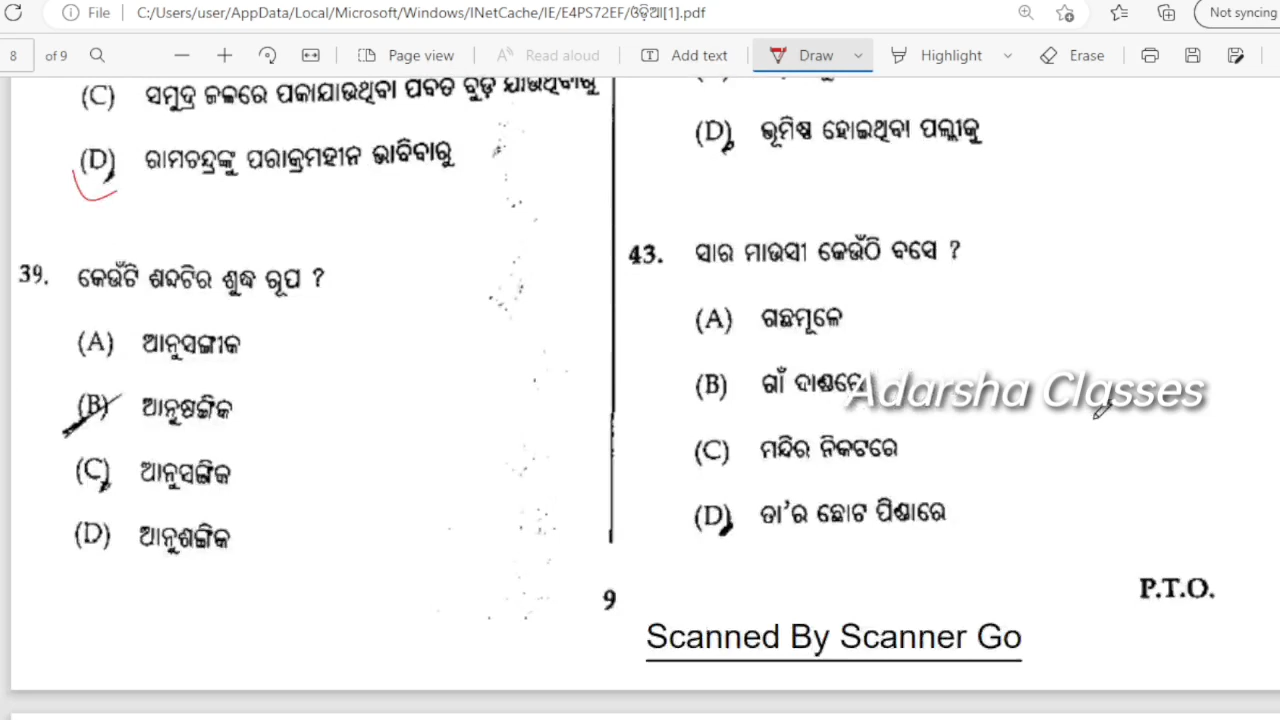 File
C:/Users/user/AppData/Local/Microsoft/Windows/INetCache/IE/E4PS72EF/ଓଡ଼ିଆ[1].pdf
Not syncing
8 of 9
Page view
Read aloud
Add text
Draw
Highlight
Erase
(C) ସମୁଦ୍ର ଜଳରେ ପକାଯାଉଥିବା ପର୍ବତ ବୁଡ଼ି ଯାଉଥିବାରୁ
(D) ରାମଚନ୍ଦ୍ରଙ୍କୁ ପରାକ୍ରମହୀନ ଭାବିବାରୁ
39. କେଉଁଟି ଶବ୍ଦଟିର ଶୁଦ୍ଧ ରୂପ ?
(A) ଆନୁସଙ୍ଗୀକ
(B) ଆନୁଷଙ୍ଗିକ
(C) ଆନୁସଙ୍ଗିକ
(D) ଆନୁଶଙ୍ଗିକ
(D) ଭୂମିଷ୍ଠ ହୋଇଥିବା ପଲ୍ଲୀକୁ
43. ସାର ମାଉସୀ କେଉଁଠି ବସେ ?
(A) ଗଛମୂଳେ
(B) ଗାଁ ଦାଣ୍ଡରେ
(C) ମନ୍ଦିର ନିକଟରେ
(D) ତା'ର ଛୋଟ ପିଣ୍ଡାରେ
Adarsha Classes
9
P.T.O.
Scanned By Scanner Go